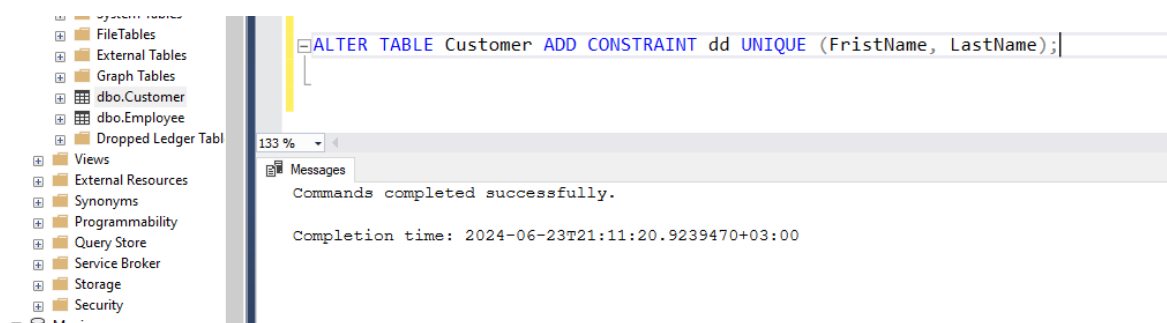 FileTables
External Tables
Graph Tables
dbo.Customer
dbo.Employee
Dropped Ledger Tabl
Views
External Resources
Synonyms
Programmability
Query Store
Service Broker
Storage
Security
ALTER TABLE Customer ADD CONSTRAINT dd UNIQUE (FristName, LastName);
133 %
Messages
Commands completed successfully.
Completion time: 2024-06-23T21:11:20.9239470+03:00